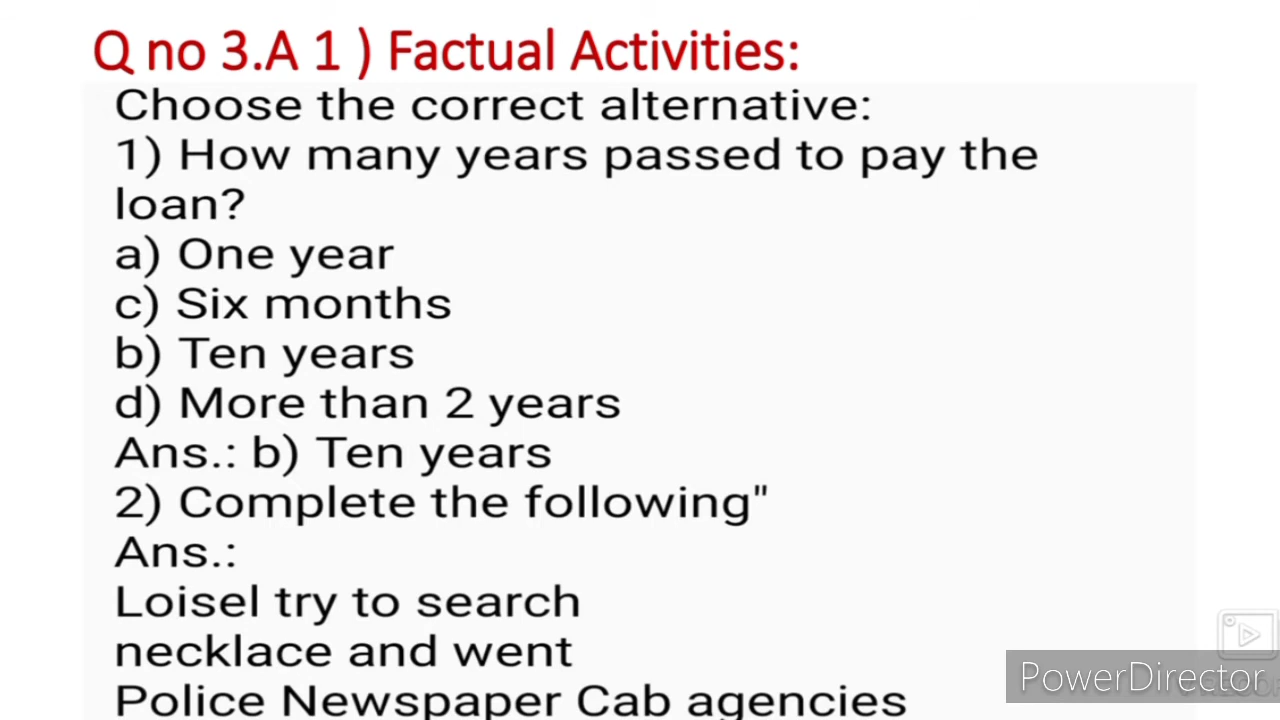 Q no 3.A 1 ) Factual Activities:
Choose the correct alternative:
1) How many years passed to pay the
loan?
a) One year
c) Six months
b) Ten years
d) More than 2 years
Ans.: b) Ten years
2) Complete the following"
Ans.:
Loisel try to search
necklace and went
Police Newspaper Cab agencies
PowerDirector